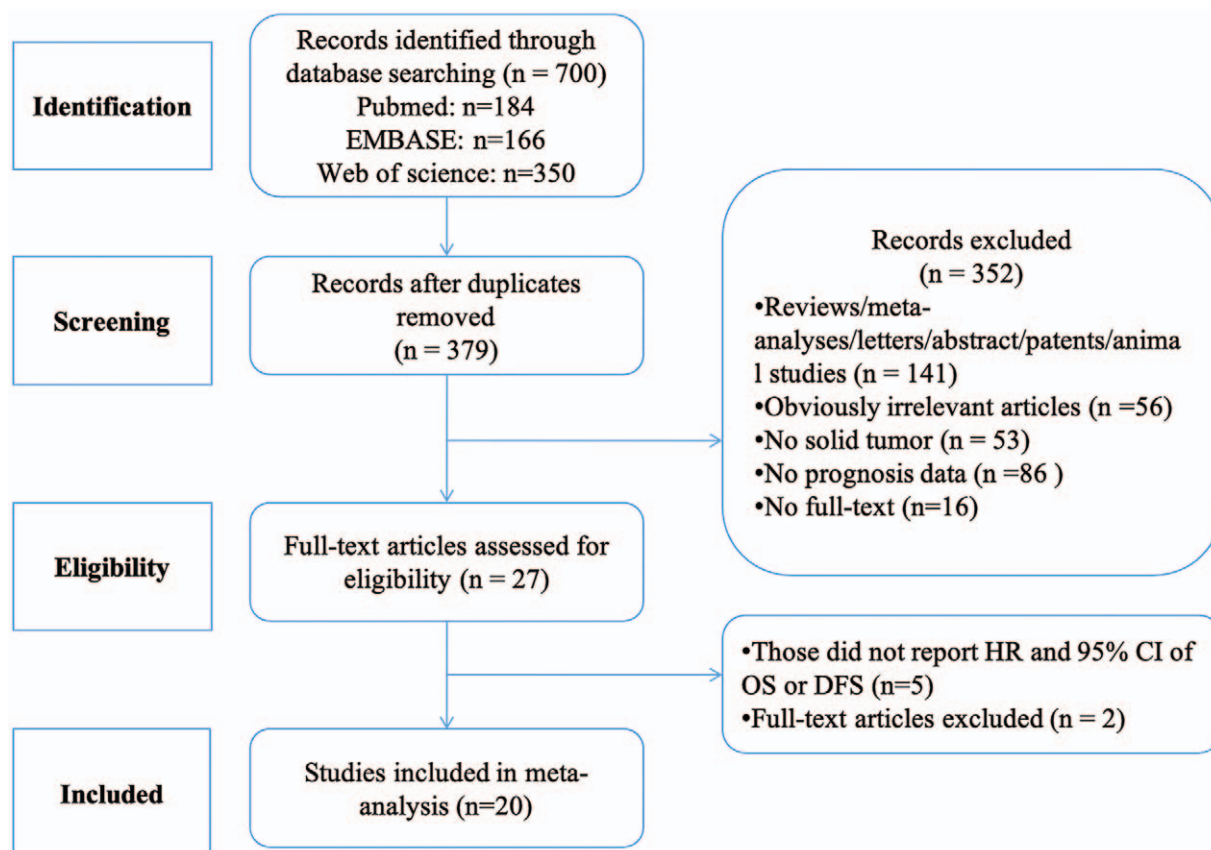 Identification
Records identified through
database searching (n = 700)
Pubmed: n=184
EMBASE: n=166
Web of science: n=350
Screening
Records after duplicates
removed
(n = 379)
Records excluded
(n = 352)
•Reviews/meta-
analyses/letters/abstract/patents/anima
l studies (n = 141)
•Obviously irrelevant articles (n =56)
•No solid tumor (n = 53)
•No prognosis data (n =86 )
•No full-text (n=16)
Eligibility
Full-text articles assessed for
eligibility (n = 27)
•Those did not report HR and 95% CI of
OS or DFS (n=5)
•Full-text articles excluded (n = 2)
Included
Studies included in meta-
analysis (n=20)